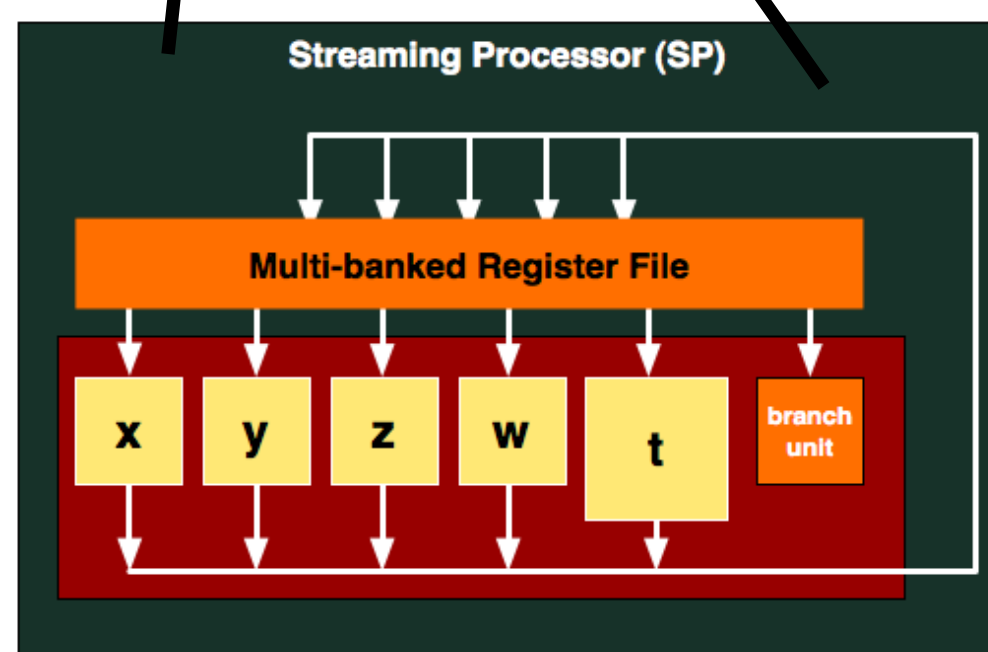 Streaming Processor (SP)
Multi-banked Register File
x
y
z
w
t
branch
unit